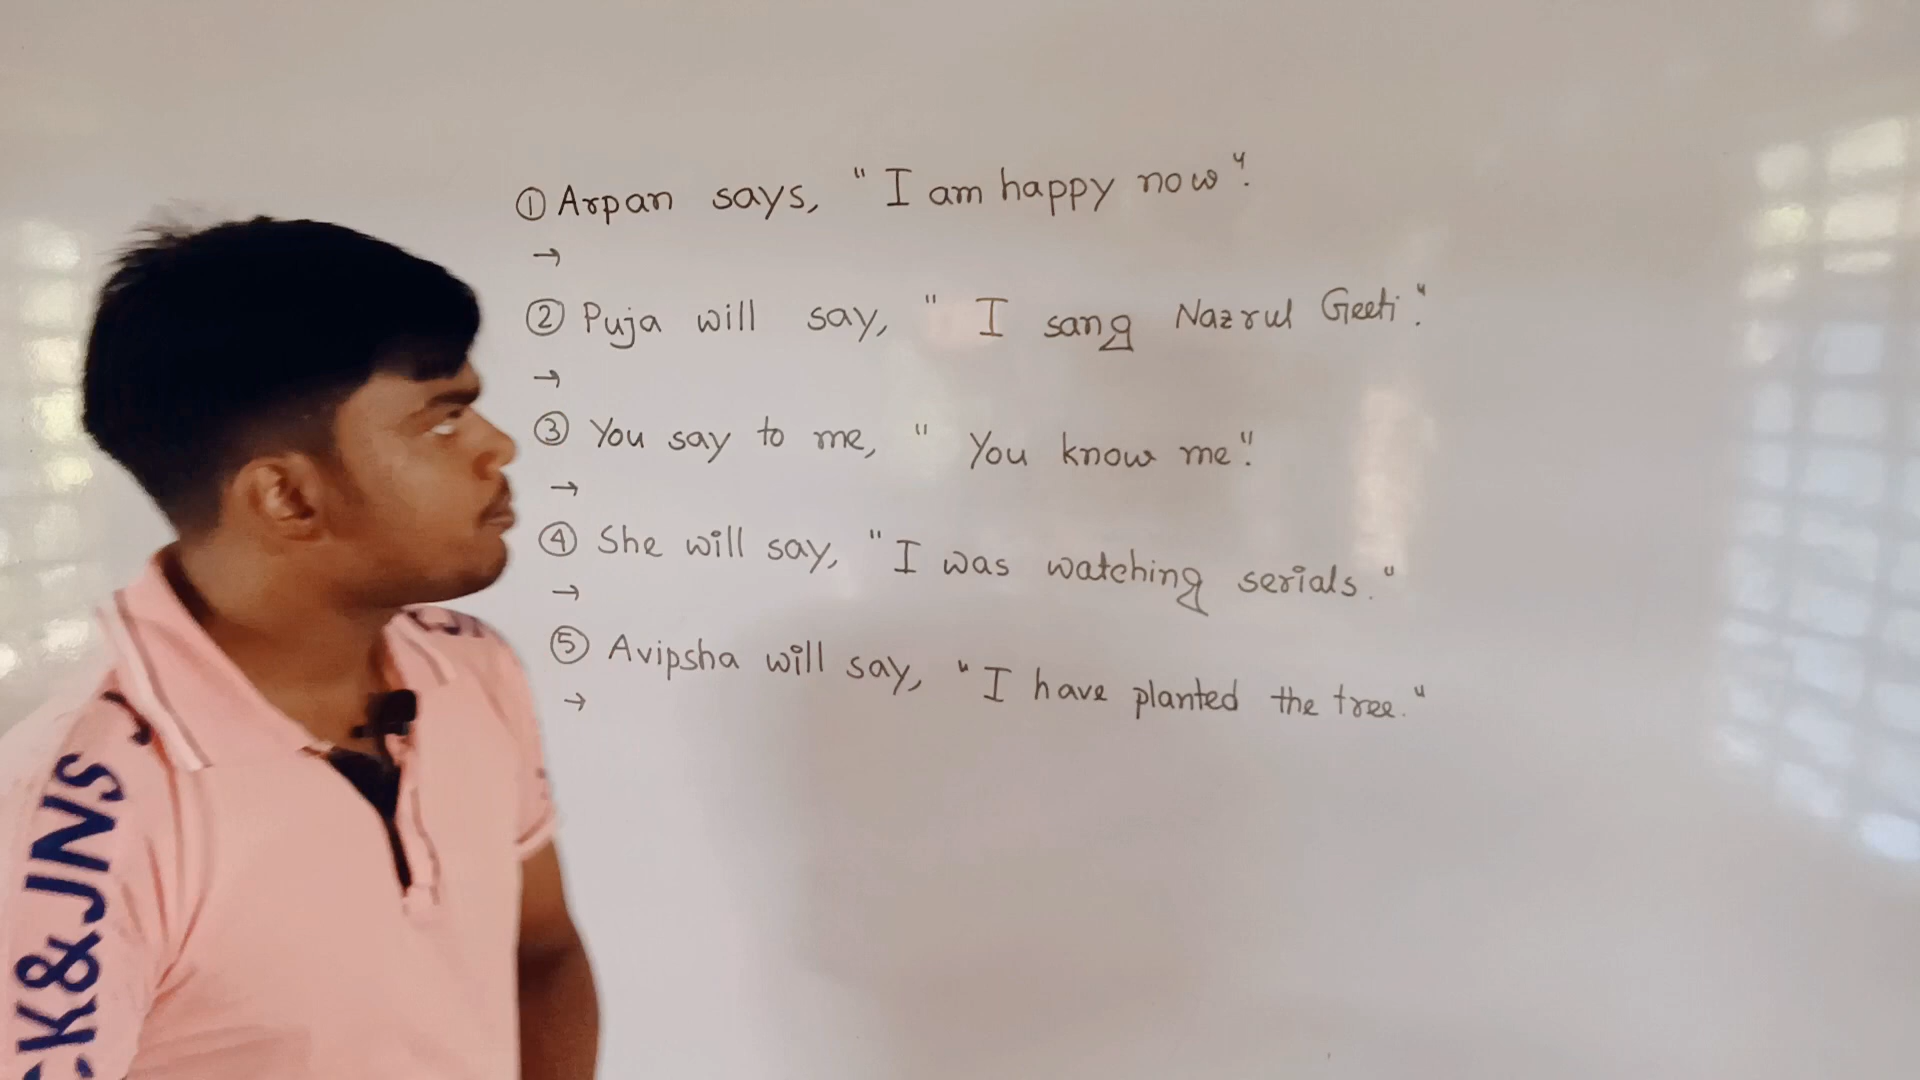 ① Arpan says, "I am happy now".
→
② Puja will say, " I sang Nazrul Geeti".
→
③ You say to me, " You know me".
→
④ She will say, "I was watching serials."
→
⑤ Avipsha will say, "I have planted the tree."
→
K&JNS